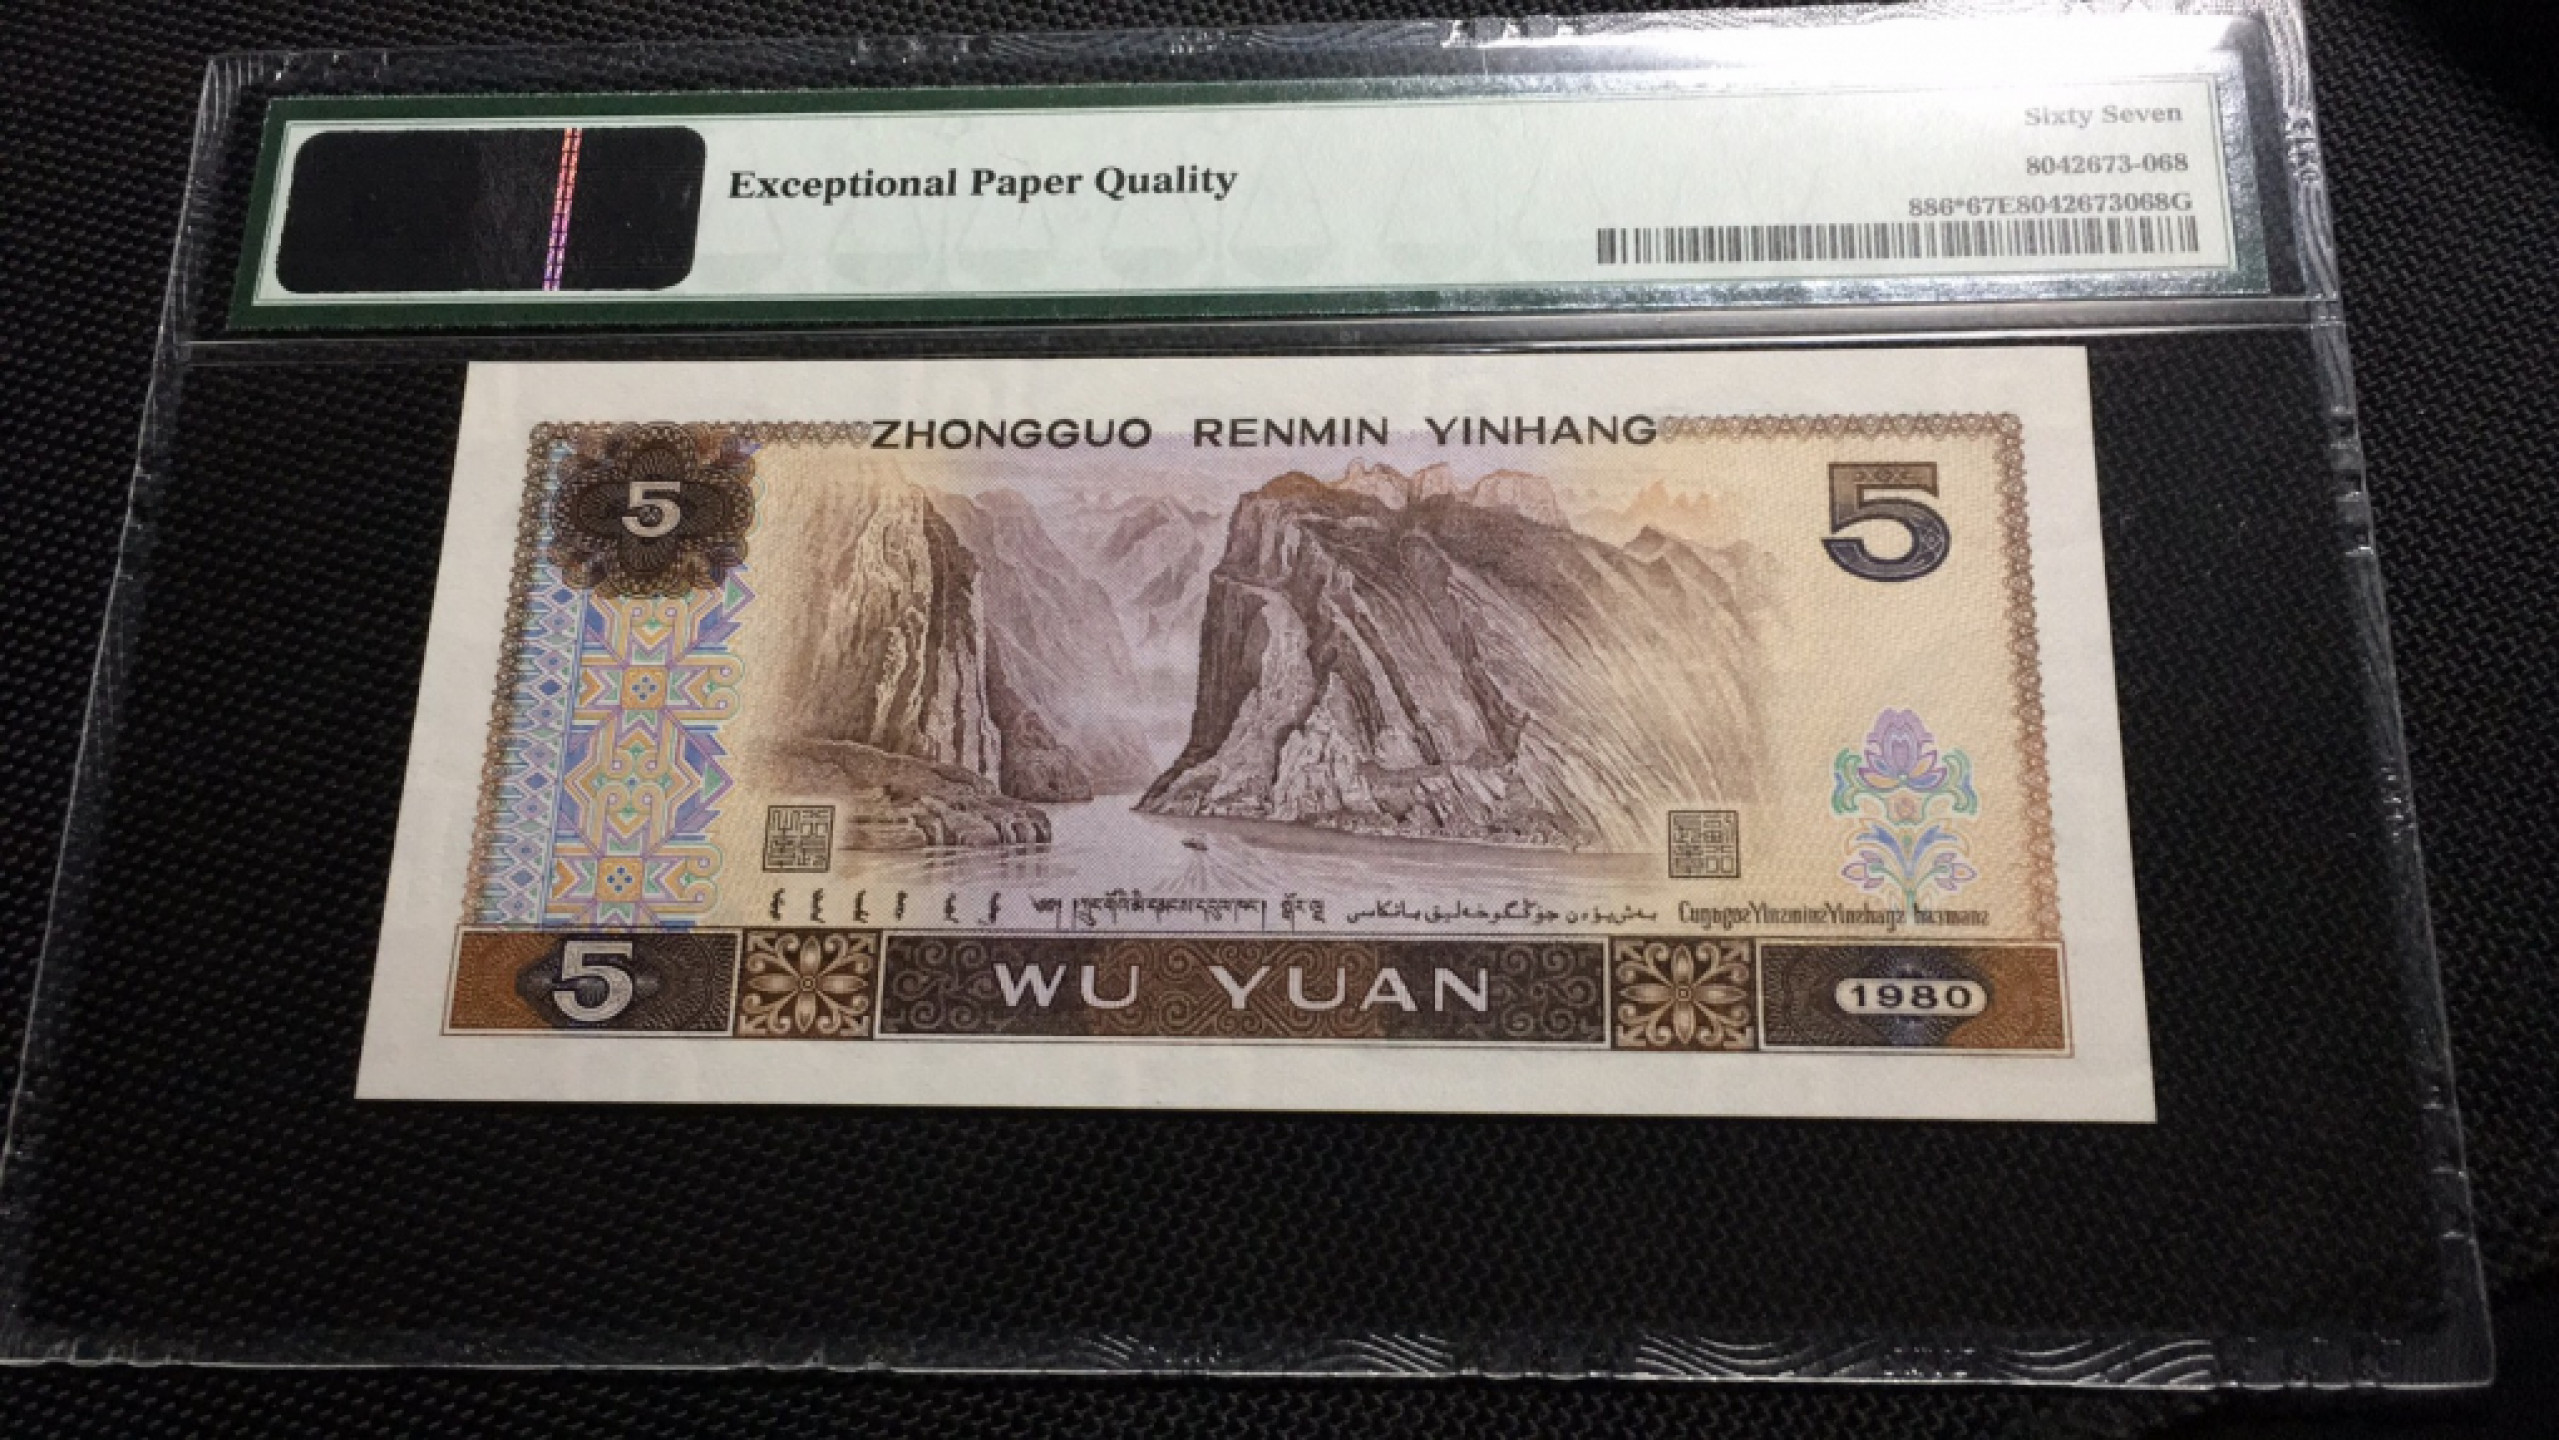 Sixty Seven
8042673-068
Exceptional Paper Quality
886*67E8042673068G
ZHONGGUO RENMIN YINHANG
5
5
5 WU YUAN 1980